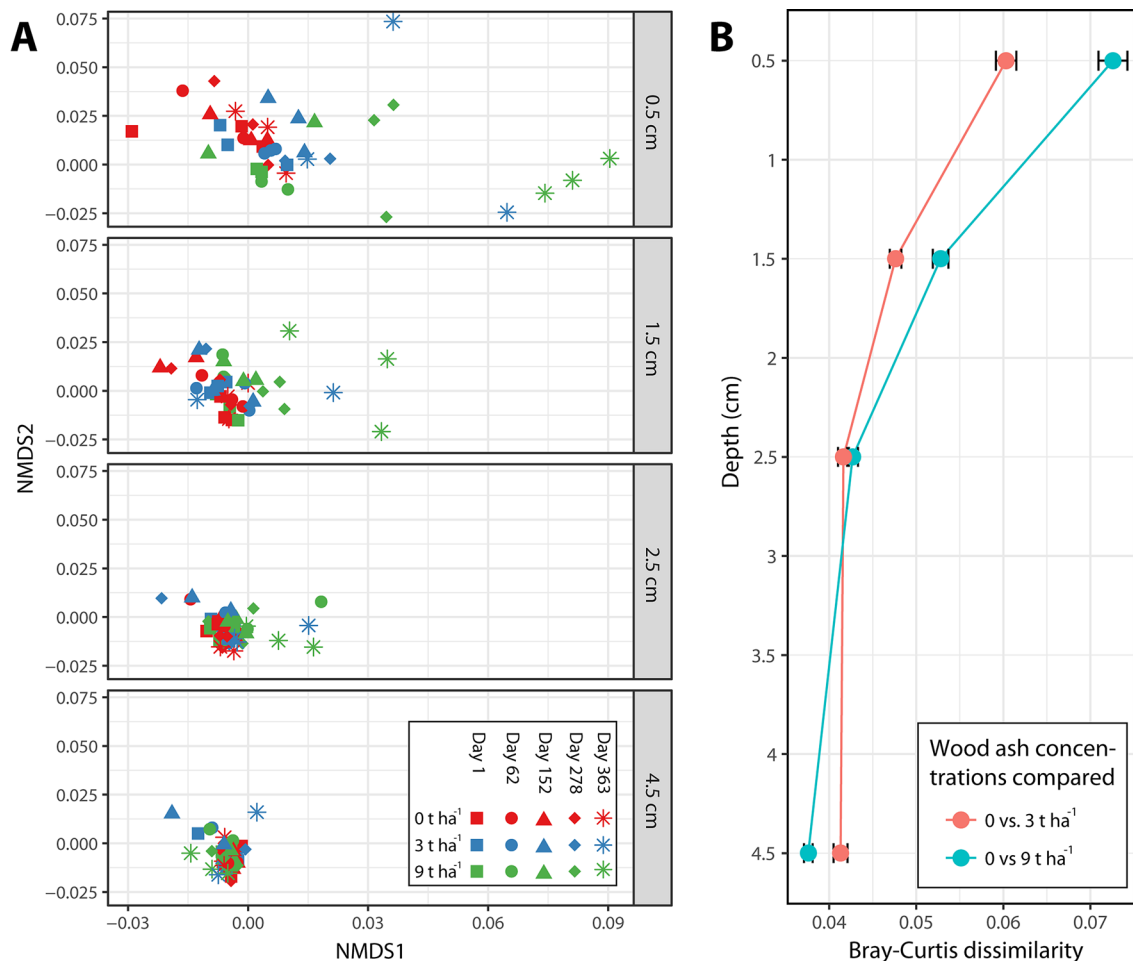 A
NMDS2
0.075
0.050
0.025
0.000
−0.025
0.5 cm
0.075
0.050
0.025
0.000
−0.025
1.5 cm
0.075
0.050
0.025
0.000
−0.025
2.5 cm
0.075
0.050
0.025
0.000
−0.025
4.5 cm
Day 1
Day 62
Day 152
Day 278
Day 363
0 t ha⁻¹
3 t ha⁻¹
9 t ha⁻¹
−0.03
0.00
0.03
0.06
0.09
NMDS1
B
Depth (cm)
0.5
1
1.5
2
2.5
3
3.5
4
4.5
Wood ash concen-
trations compared
0 vs. 3 t ha⁻¹
0 vs 9 t ha⁻¹
0.04
0.05
0.06
0.07
Bray-Curtis dissimilarity